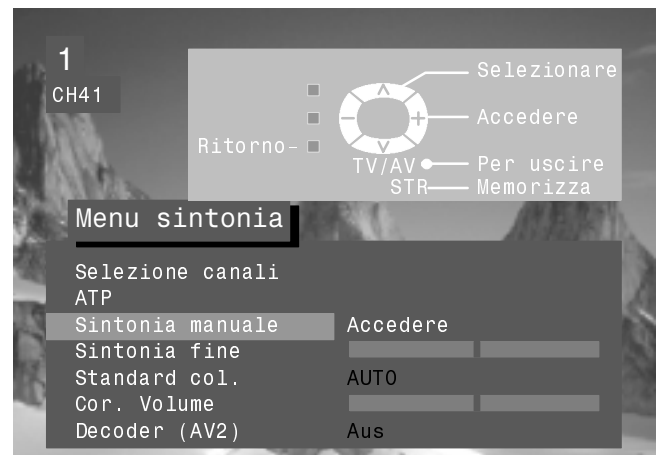 1
CH41
Selezionare
Accedere
Ritorno
TV/AV Per uscire
STR Memorizza
Menu sintonia
Selezione canali
ATP
Sintonia manuale Accedere
Sintonia fine
Standard col. AUTO
Cor. Volume
Decoder (AV2) Aus